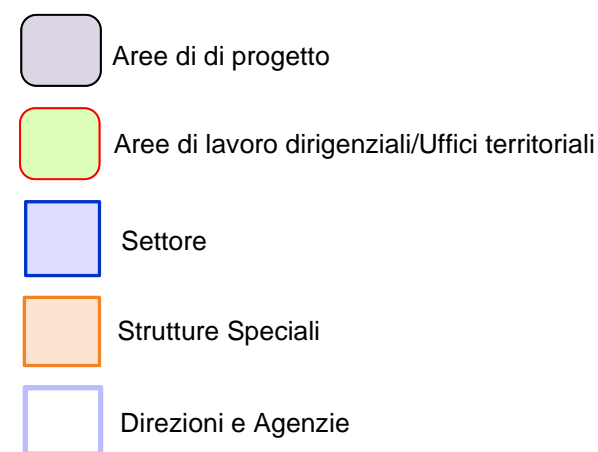 Aree di di progetto
Aree di lavoro dirigenziali/Uffici territoriali
Settore
Strutture Speciali
Direzioni e Agenzie